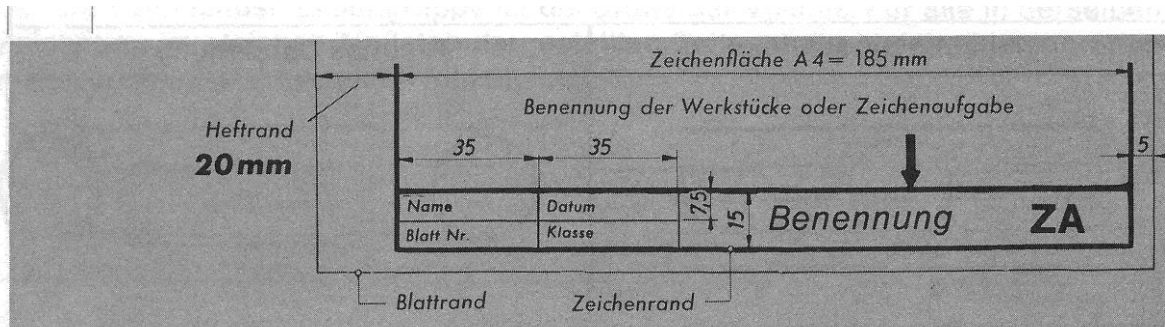 Zeichenfläche A4 = 185 mm
Benennung der Werkstücke oder Zeichenaufgabe
Heftrand
20 mm
35 35 5
Name Datum 7,5 15 Benennung ZA
Blatt Nr. Klasse
Blattrand Zeichenrand